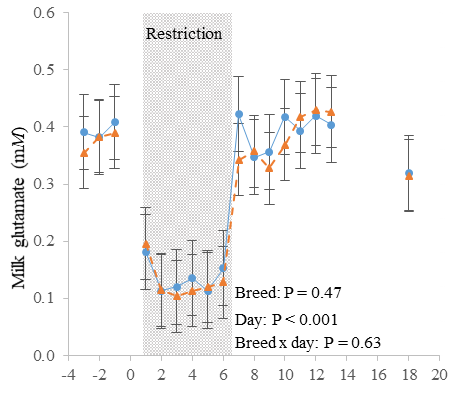 0.6
Restriction
0.5
0.4
0.3
0.2
0.1
0.0
Milk glutamate (mM)
Breed: P = 0.47
Day: P < 0.001
Breed x day: P = 0.63
-4 -2 0 2 4 6 8 10 12 14 16 18 20